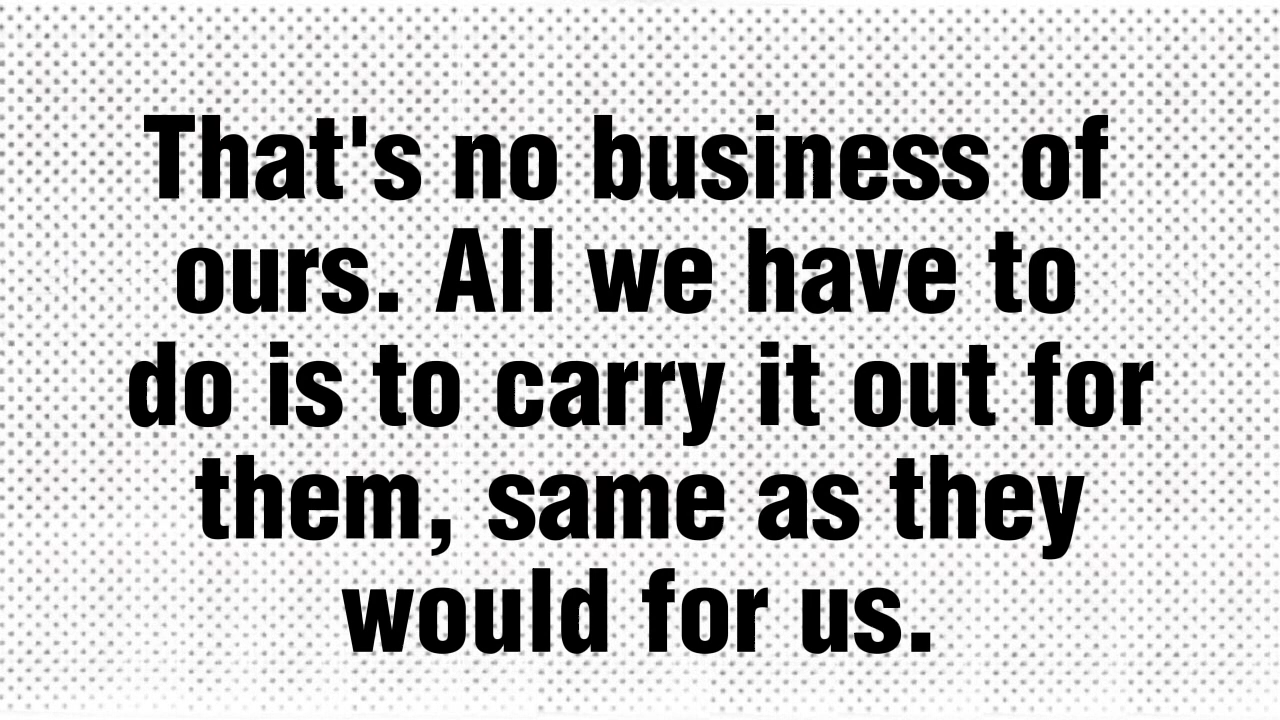 That's no business of
ours. All we have to
do is to carry it out for
them, same as they
would for us.